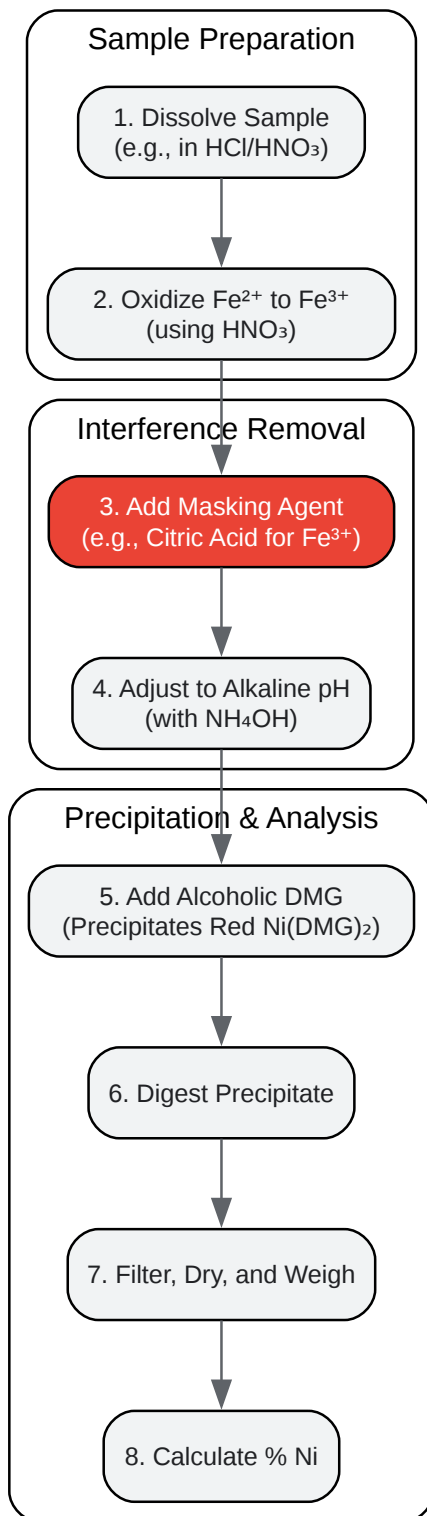 Sample Preparation
1. Dissolve Sample
(e.g., in HCl/HNO₃)
2. Oxidize Fe²⁺ to Fe³⁺
(using HNO₃)
Interference Removal
3. Add Masking Agent
(e.g., Citric Acid for Fe³⁺)
4. Adjust to Alkaline pH
(with NH₄OH)
Precipitation & Analysis
5. Add Alcoholic DMG
(Precipitates Red Ni(DMG)₂)
6. Digest Precipitate
7. Filter, Dry, and Weigh
8. Calculate % Ni